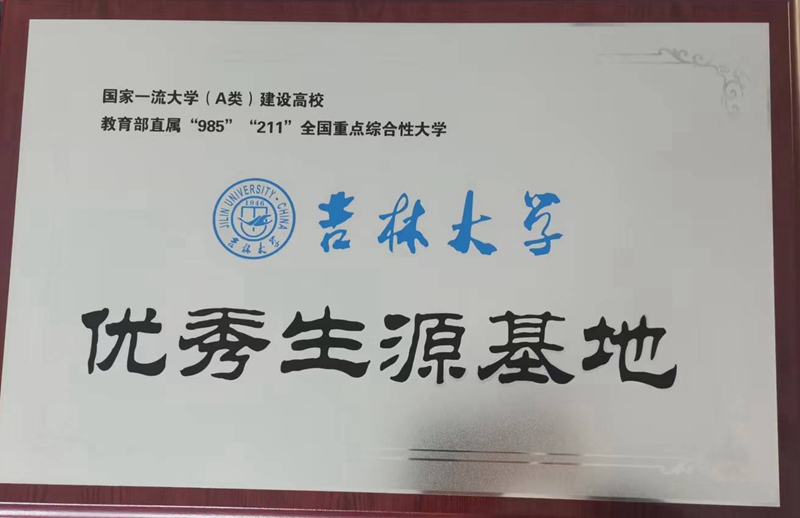 国家一流大学（A类）建设高校
教育部直属“985”“211”全国重点综合性大学
JILIN UNIVERSITY · CHINA
1946
吉林大学
吉林大学
优秀生源基地